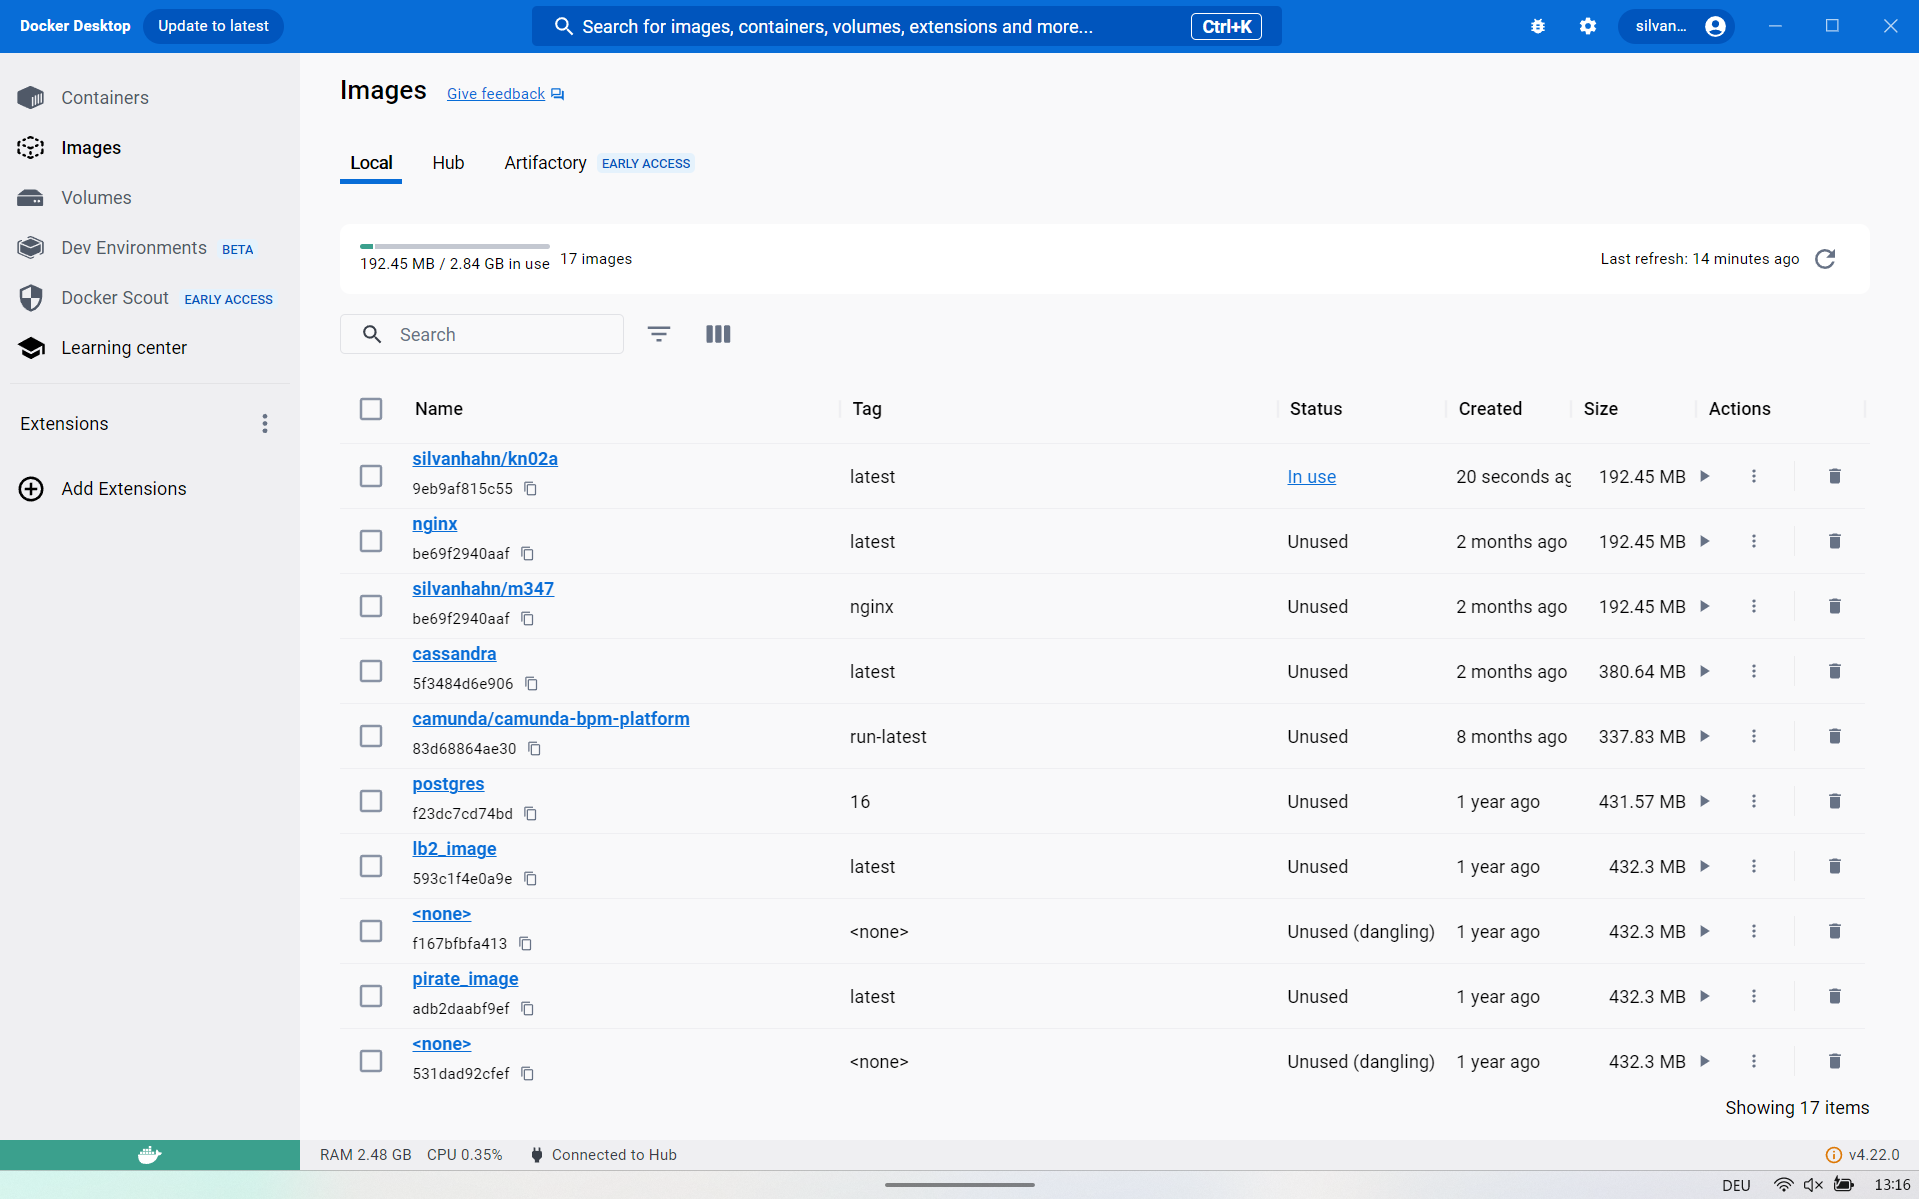 Docker Desktop Update to latest Search for images, containers, volumes, extensions and more... Ctrl+K silvan...
Containers
Images
Volumes
Dev Environments BETA
Docker Scout EARLY ACCESS
Learning center
Extensions
Add Extensions
Images Give feedback
Local Hub Artifactory EARLY ACCESS
192.45 MB / 2.84 GB in use 17 images Last refresh: 14 minutes ago
Search
Name Tag Status Created Size Actions
silvanhahn/kn02a
9eb9af815c55
latest In use 20 seconds ag 192.45 MB
nginx
be69f2940aaf
latest Unused 2 months ago 192.45 MB
silvanhahn/m347
be69f2940aaf
nginx Unused 2 months ago 192.45 MB
cassandra
5f3484d6e906
latest Unused 2 months ago 380.64 MB
camunda/camunda-bpm-platform
83d68864ae30
run-latest Unused 8 months ago 337.83 MB
postgres
f23dc7cd74bd
16 Unused 1 year ago 431.57 MB
lb2_image
593c1f4e0a9e
latest Unused 1 year ago 432.3 MB
<none>
f167bfbfa413
<none> Unused (dangling) 1 year ago 432.3 MB
pirate_image
adb2daabf9ef
latest Unused 1 year ago 432.3 MB
<none>
531dad92cfef
<none> Unused (dangling) 1 year ago 432.3 MB
Showing 17 items
RAM 2.48 GB CPU 0.35% Connected to Hub v4.22.0
DEU 13:16